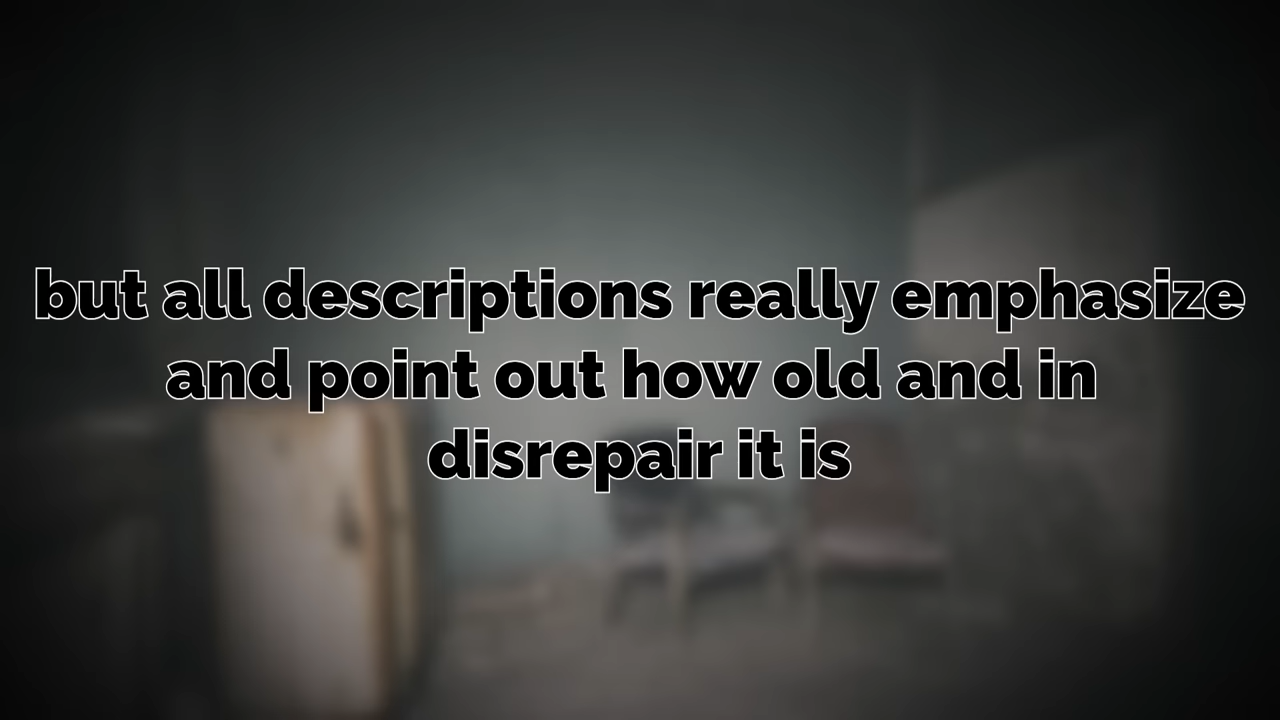 but all descriptions really emphasize
and point out how old and in
disrepair it is